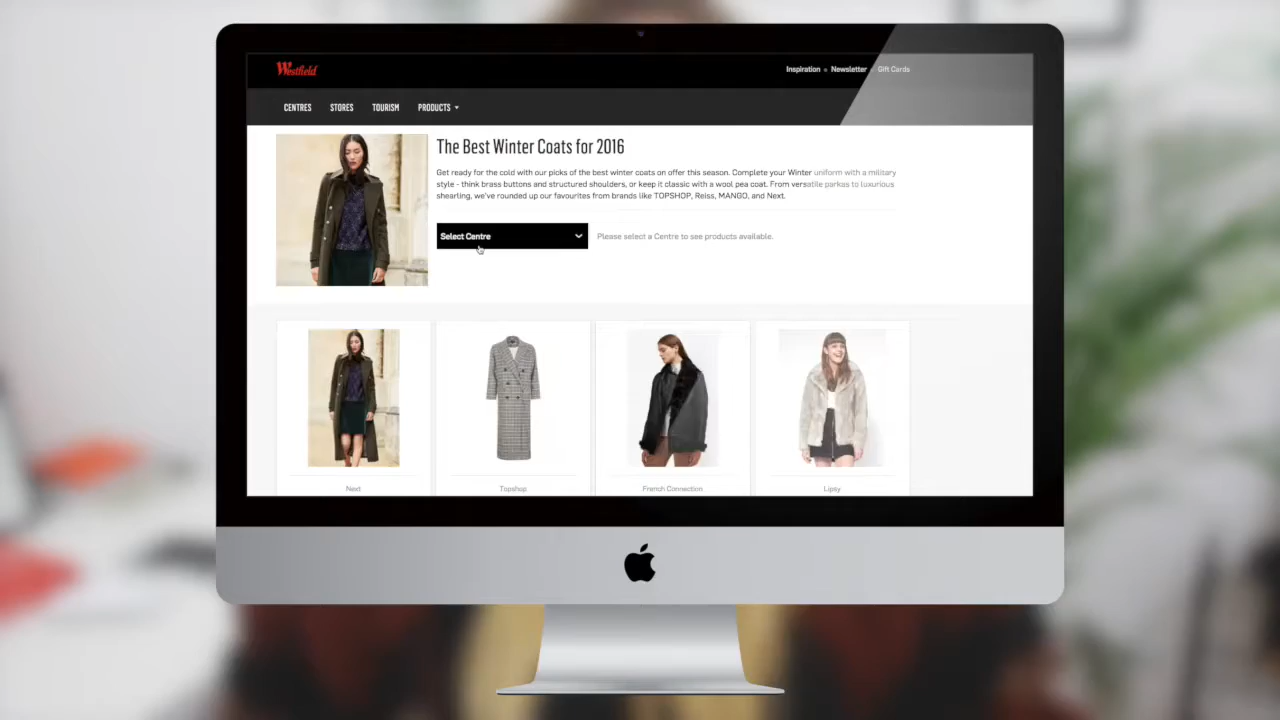 Westfield
Inspiration Newsletter Gift Cards
CENTRES STORES TOURISM PRODUCTS
The Best Winter Coats for 2016
Get ready for the cold with our picks of the best winter coats on offer this season. Complete your Winter uniform with a military
style - think brass buttons and structured shoulders, or keep it classic with a wool pea coat. From versatile parkas to luxurious
shearling, we've rounded up our favourites from brands like TOPSHOP, Reiss, MANGO, and Next.
Select Centre
Please select a Centre to see products available.
Next Topshop French Connection Lipsy